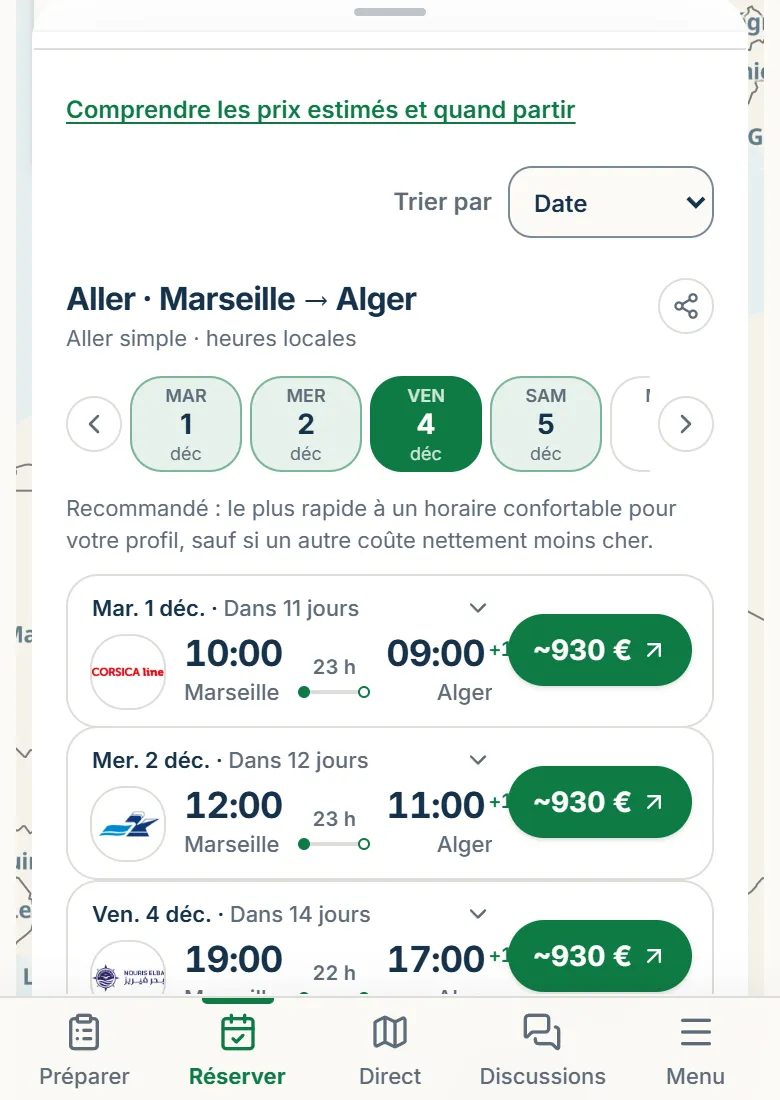 Comprendre les prix estimés et quand partir
Trier par
Date
Aller · Marseille → Alger
Aller simple · heures locales
MAR
1
déc
MER
2
déc
VEN
4
déc
SAM
5
déc
Recommandé : le plus rapide à un horaire confortable pour
votre profil, sauf si un autre coûte nettement moins cher.
Mar. 1 déc. · Dans 11 jours
CORSICA line
10:00
23 h
09:00 +1
Marseille
Alger
~930 €
Mer. 2 déc. · Dans 12 jours
12:00
23 h
11:00 +1
Marseille
Alger
~930 €
Ven. 4 déc. · Dans 14 jours
NOURIS ELBA
19:00
22 h
17:00 +1
~930 €
Préparer
Réserver
Direct
Discussions
Menu